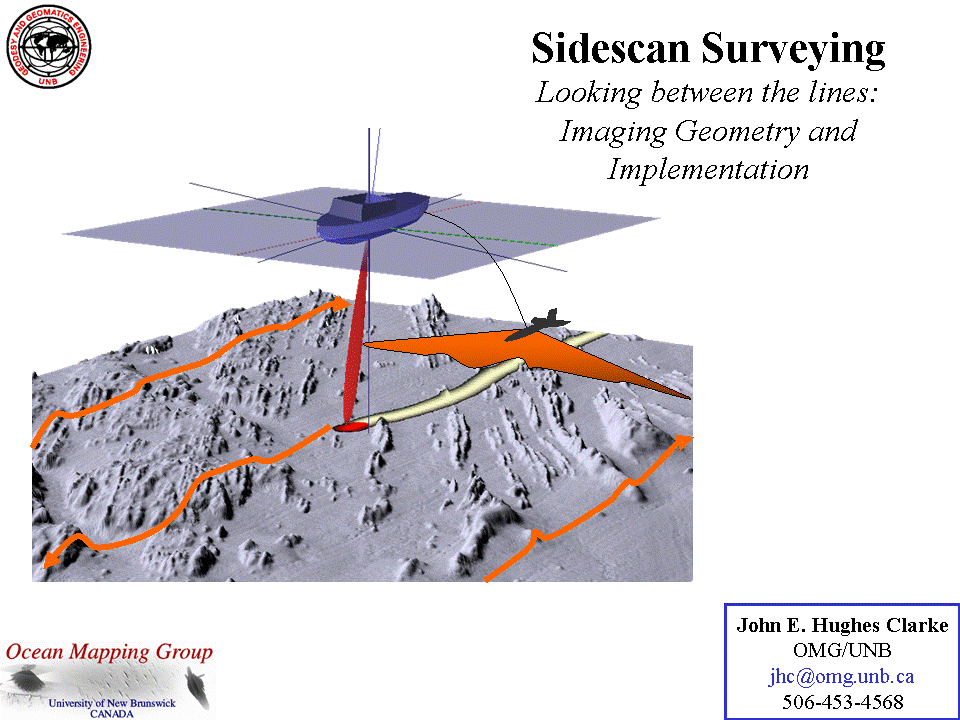 GEODESY AND GEOMATICS ENGINEERING
UNB
Sidescan Surveying
Looking between the lines:
Imaging Geometry and
Implementation
Ocean Mapping Group
University of New Brunswick
CANADA
John E. Hughes Clarke
OMG/UNB
jhc@omg.unb.ca
506-453-4568